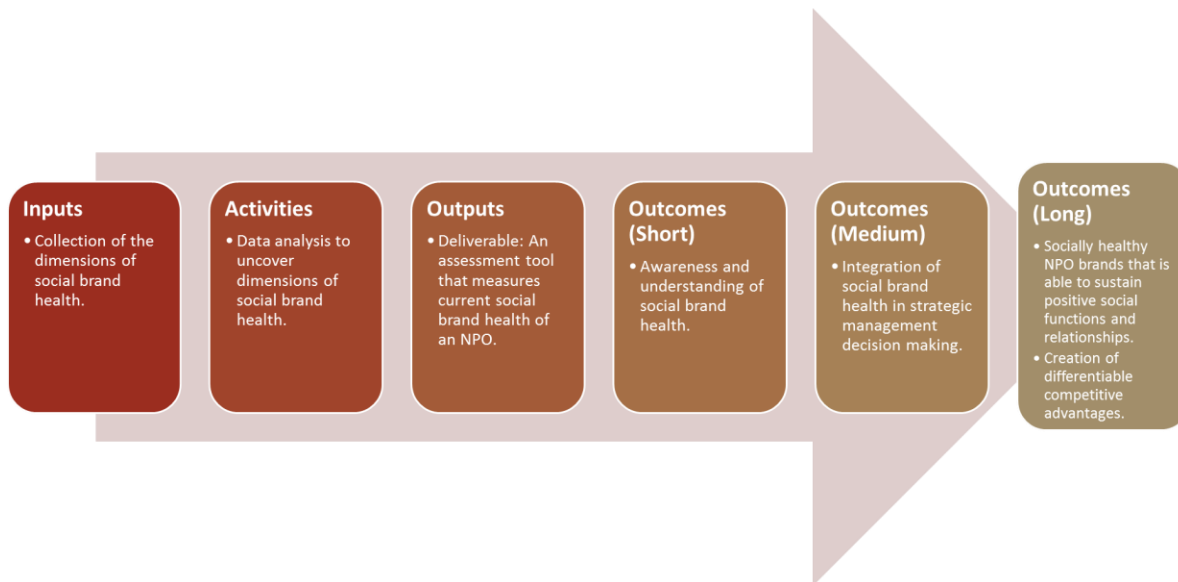 Inputs
• Collection of the
dimensions of
social brand
health.
Activities
• Data analysis to
uncover
dimensions of
social brand
health.
Outputs
• Deliverable: An
assessment tool
that measures
current social
brand health of
an NPO.
Outcomes
(Short)
• Awareness and
understanding of
social brand
health.
Outcomes
(Medium)
• Integration of
social brand
health in strategic
management
decision making.
Outcomes
(Long)
• Socially healthy
NPO brands that is
able to sustain
positive social
functions and
relationships.
• Creation of
differentiable
competitive
advantages.